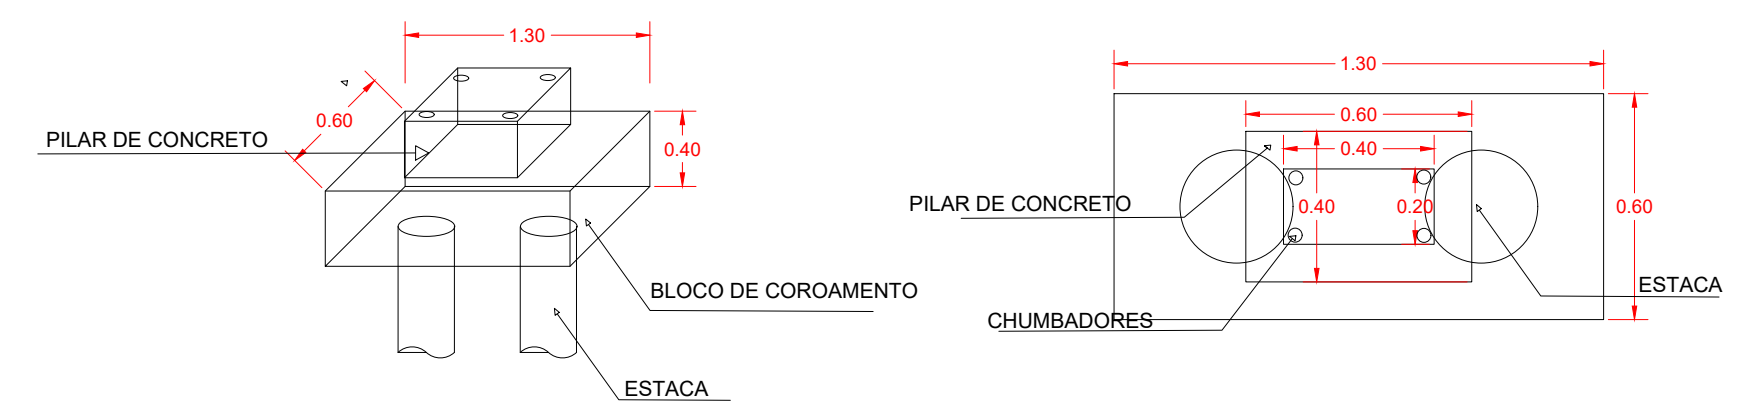 1.30
0.60
PILAR DE CONCRETO
0.40
BLOCO DE COROAMENTO
ESTACA
1.30
0.60
0.40
PILAR DE CONCRETO
0.40
0.20
0.60
ESTACA
CHUMBADORES